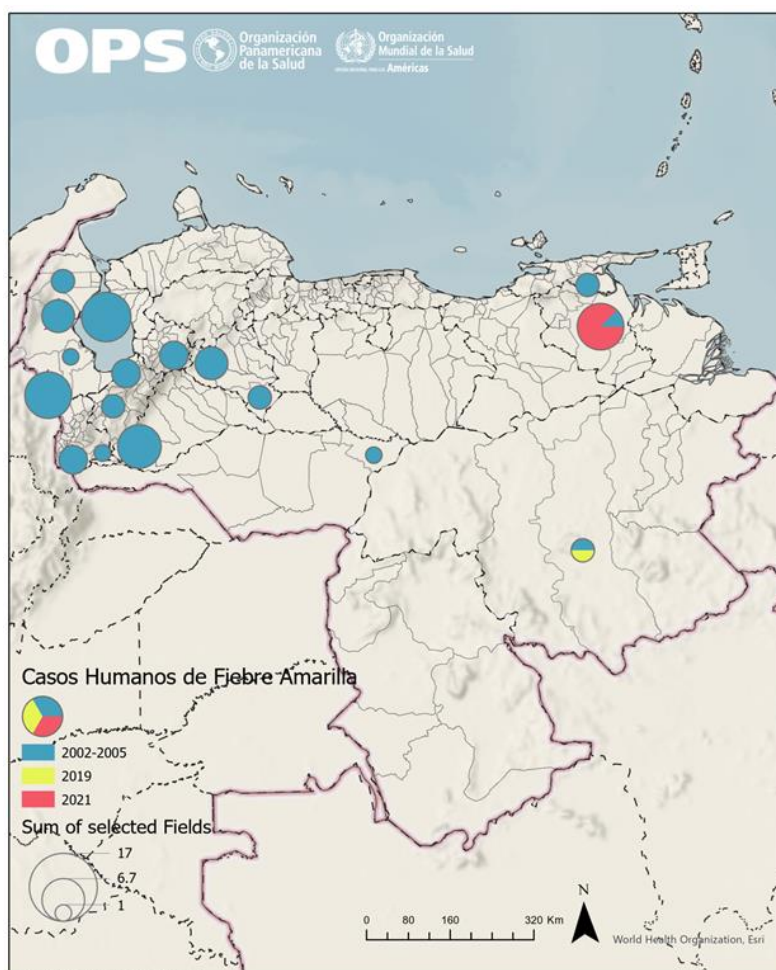 OPS
Organización
Panamericana
de la Salud
Organización
Mundial de la Salud
Américas
Casos Humanos de Fiebre Amarilla
2002-2005
2019
2021
Sum of selected Fields
17
6.7
1
N
0 80 160 320 Km
World Health Organization, Esri